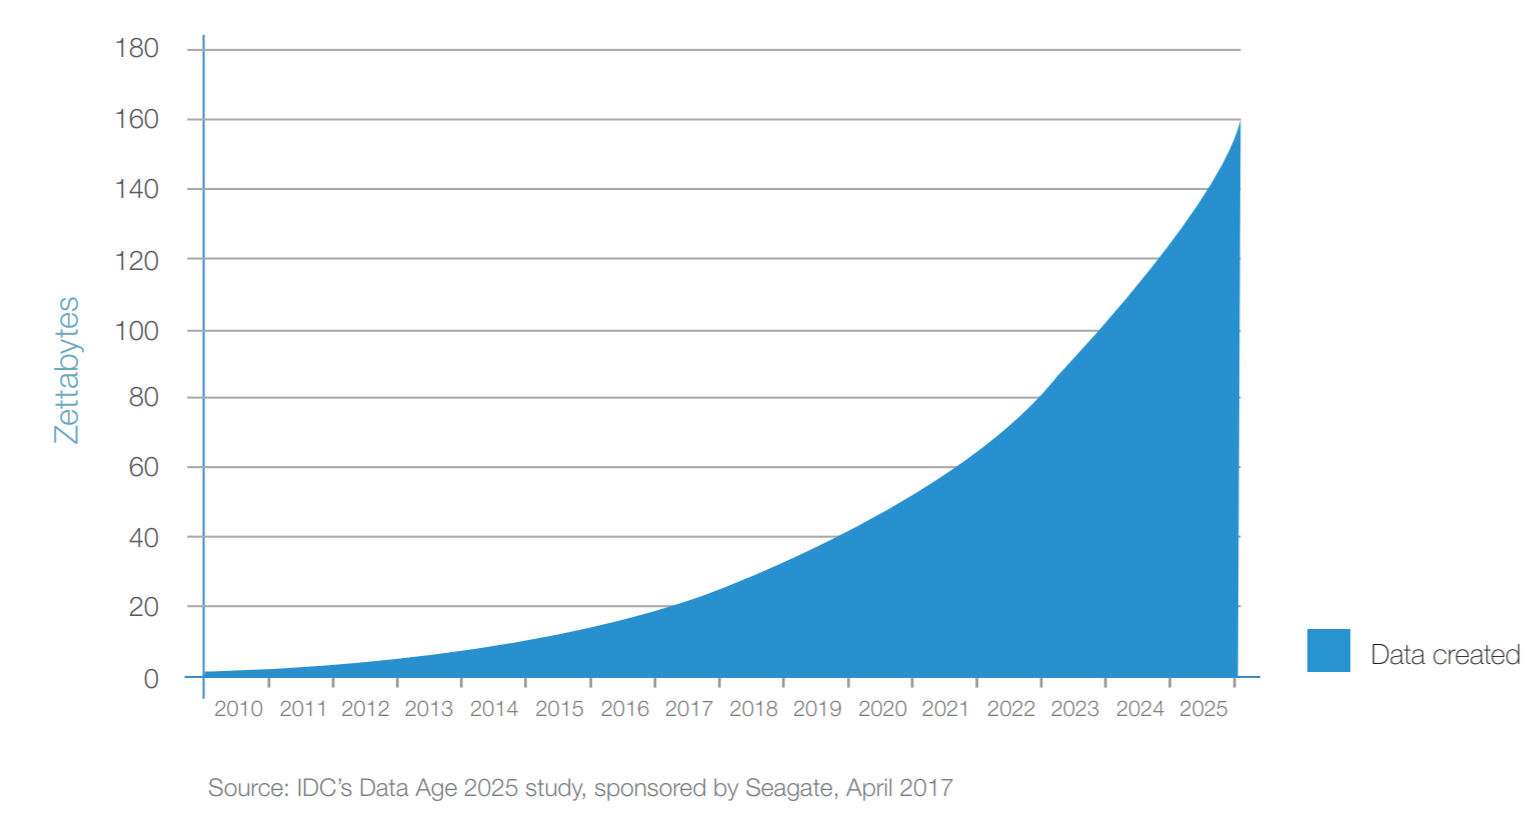 180
160
140
120
100
80
60
40
20
0
Zettabytes
2010 2011 2012 2013 2014 2015 2016 2017 2018 2019 2020 2021 2022 2023 2024 2025
Data created
Source: IDC’s Data Age 2025 study, sponsored by Seagate, April 2017